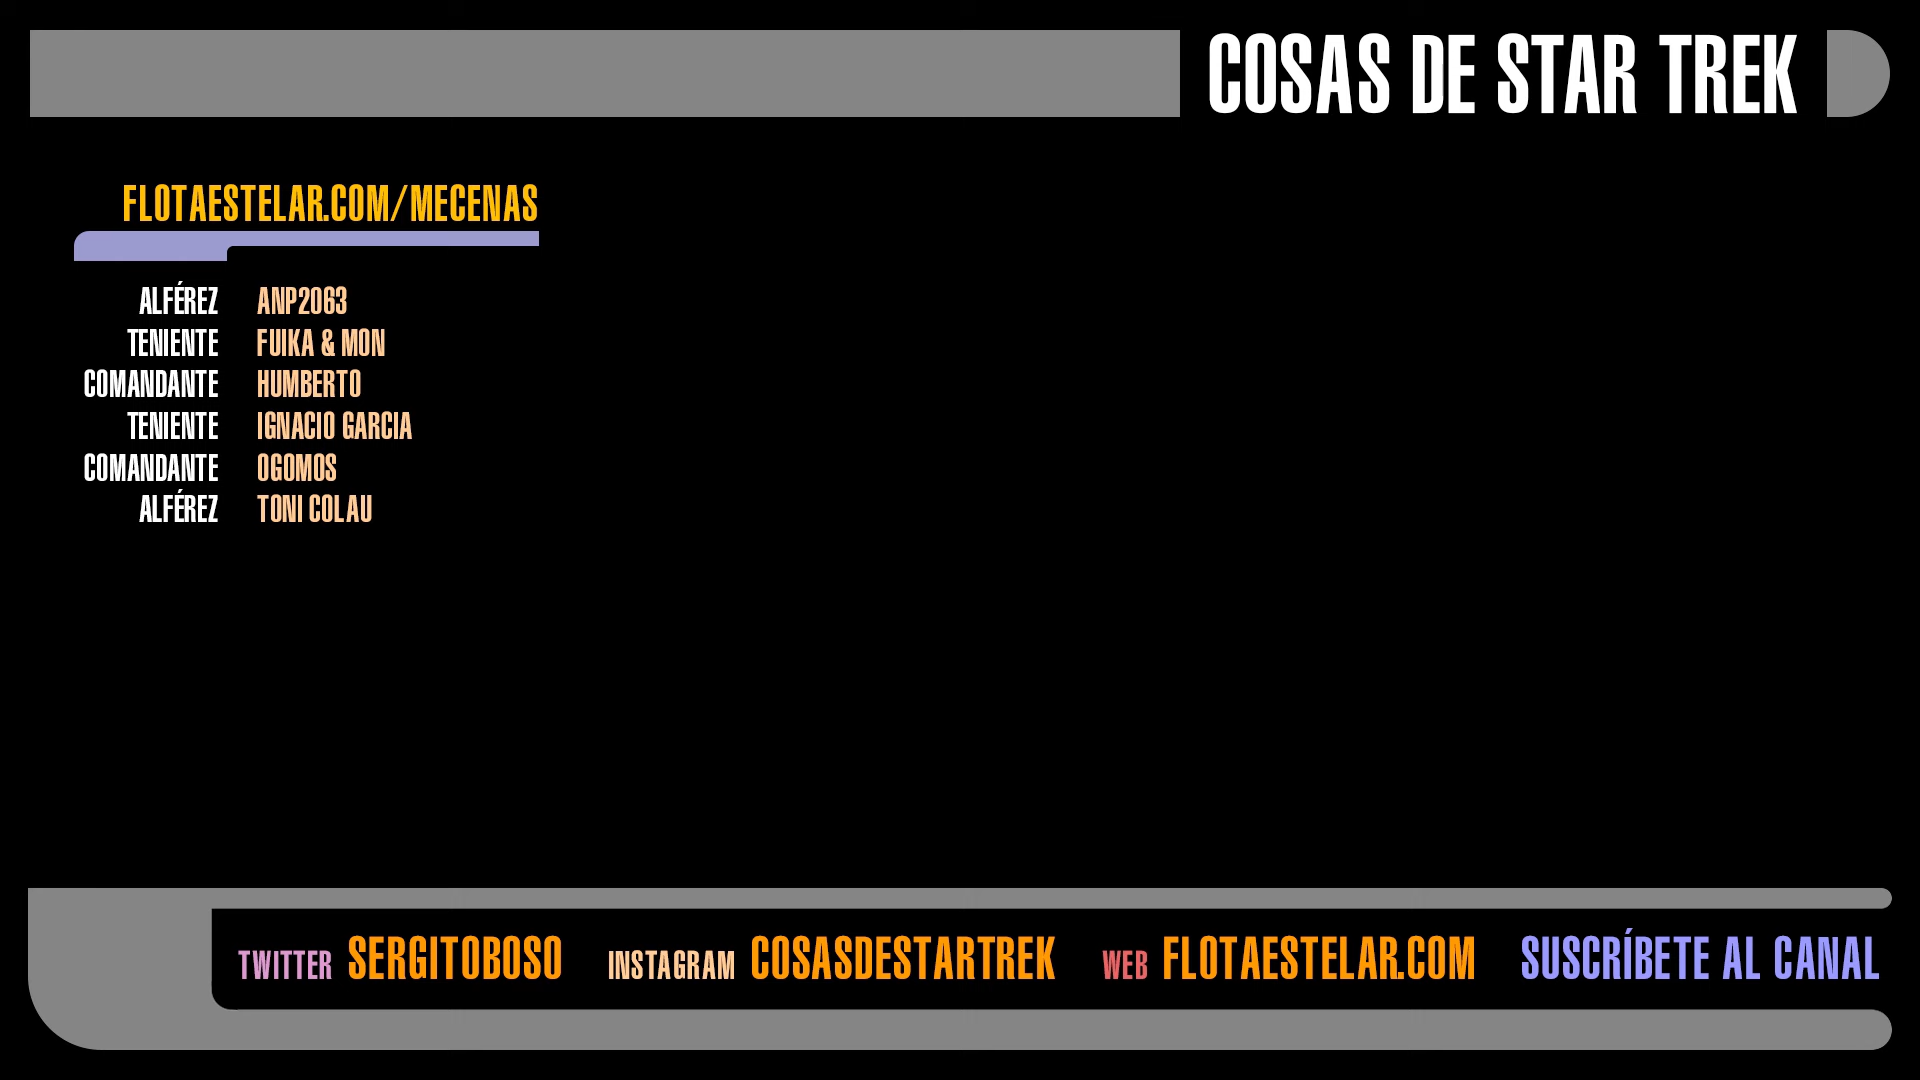 COSAS DE STAR TREK
FLOTAESTELAR.COM/MECENAS
ALFÉREZ ANP2063
TENIENTE FUIKA & MON
COMANDANTE HUMBERTO
TENIENTE IGNACIO GARCIA
COMANDANTE OGOMOS
ALFÉREZ TONI COLAU
TWITTER SERGITOBOSO INSTAGRAM COSASDESTARTREK WEB FLOTAESTELAR.COM SUSCRÍBETE AL CANAL